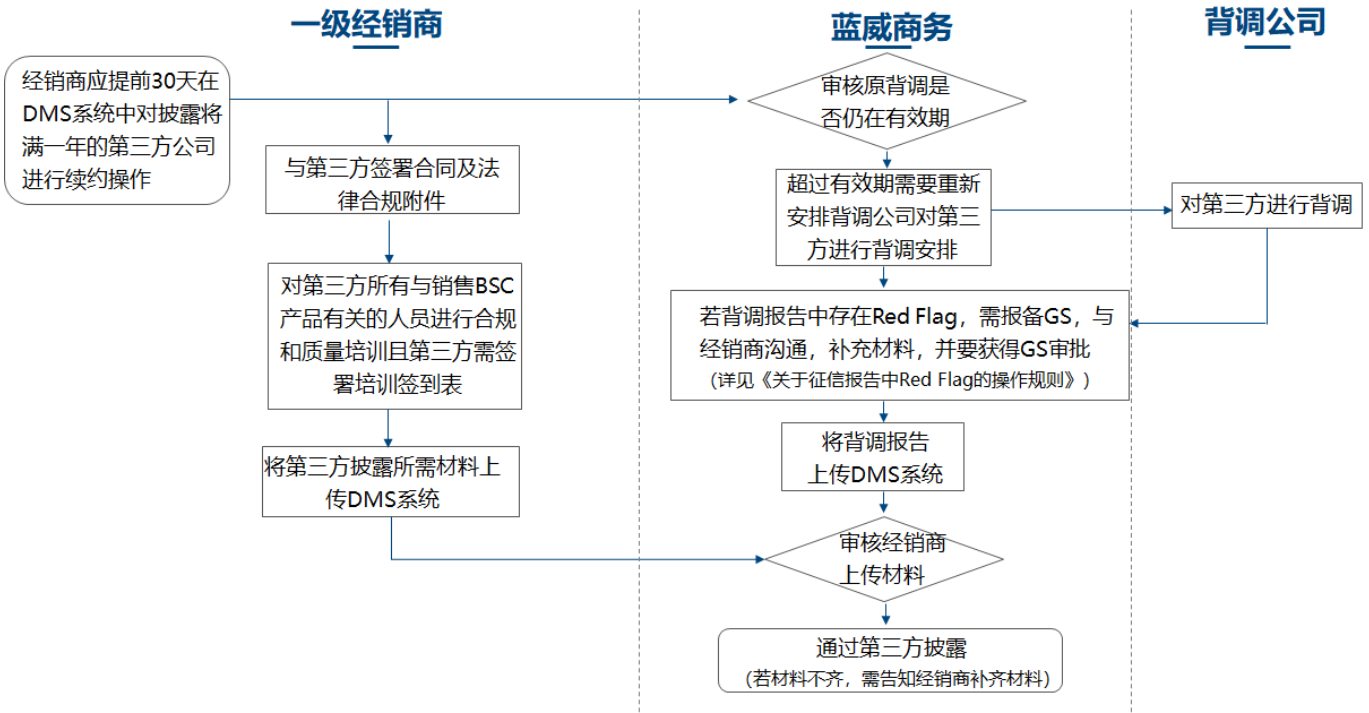 一级经销商
蓝威商务
背调公司
经销商应提前30天在
DMS系统中对披露将
满一年的第三方公司
进行续约操作
与第三方签署合同及法
律合规附件
对第三方所有与销售BSC
产品有关的人员进行合规
和质量培训且第三方需签
署培训签到表
将第三方披露所需材料上
传DMS系统
审核原背调是
否仍在有效期
超过有效期需要重新
安排背调公司对第三
方进行背调安排
对第三方进行背调
若背调报告中存在Red Flag，需报备GS，与
经销商沟通，补充材料，并要获得GS审批
（详见《关于征信报告中Red Flag的操作规则》）
将背调报告
上传DMS系统
审核经销商
上传材料
通过第三方披露
（若材料不齐，需告知经销商补齐材料）